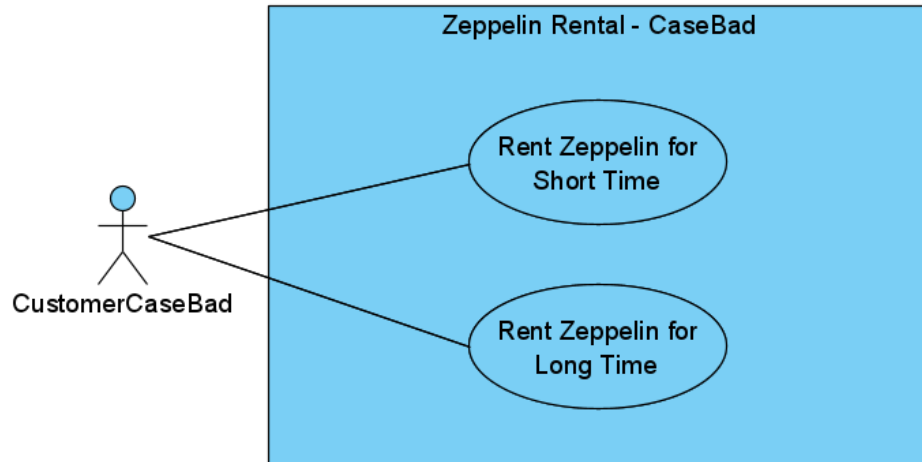 Zeppelin Rental - CaseBad
Rent Zeppelin for
Short Time
CustomerCaseBad
Rent Zeppelin for
Long Time